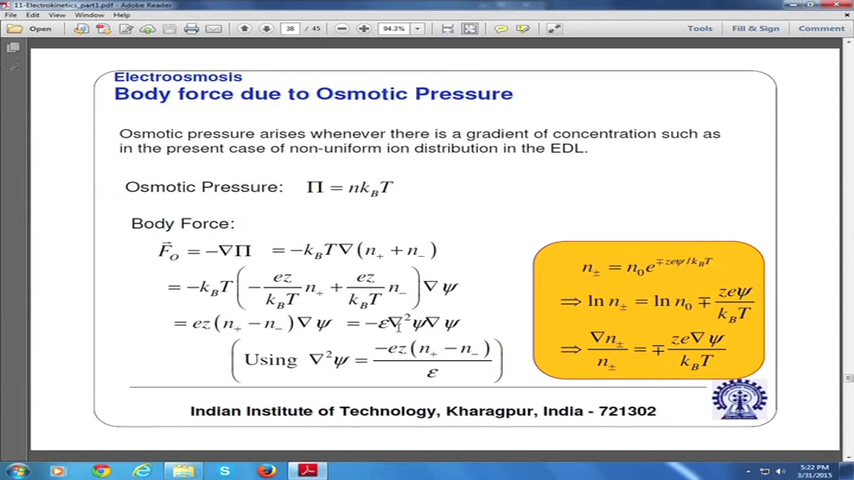 11-Electrokinetics_part1.pdf - Adobe Reader
File Edit View Window Help
Open 38 / 45 94.3% Tools Fill & Sign Comment
Electroosmosis
Body force due to Osmotic Pressure
Osmotic pressure arises whenever there is a gradient of concentration such as
in the present case of non-uniform ion distribution in the EDL.
Osmotic Pressure: Π = nk_BT
Body Force:
F⃗_O = −∇Π = −k_BT∇(n_+ + n_−)
= −k_BT(−ez/k_BT n_+ + ez/k_BT n_−)∇ψ
= ez(n_+ − n_−)∇ψ = −ε∇²ψ∇ψ
(Using ∇²ψ = −ez(n_+ − n_−)/ε)
n_± = n_0e^{∓zeψ/k_BT}
⇒ ln n_± = ln n_0 ∓ zeψ/k_BT
⇒ ∇n_±/n_± = ∓ ze∇ψ/k_BT
Indian Institute of Technology, Kharagpur, India - 721302
5:22 PM
3/31/2015